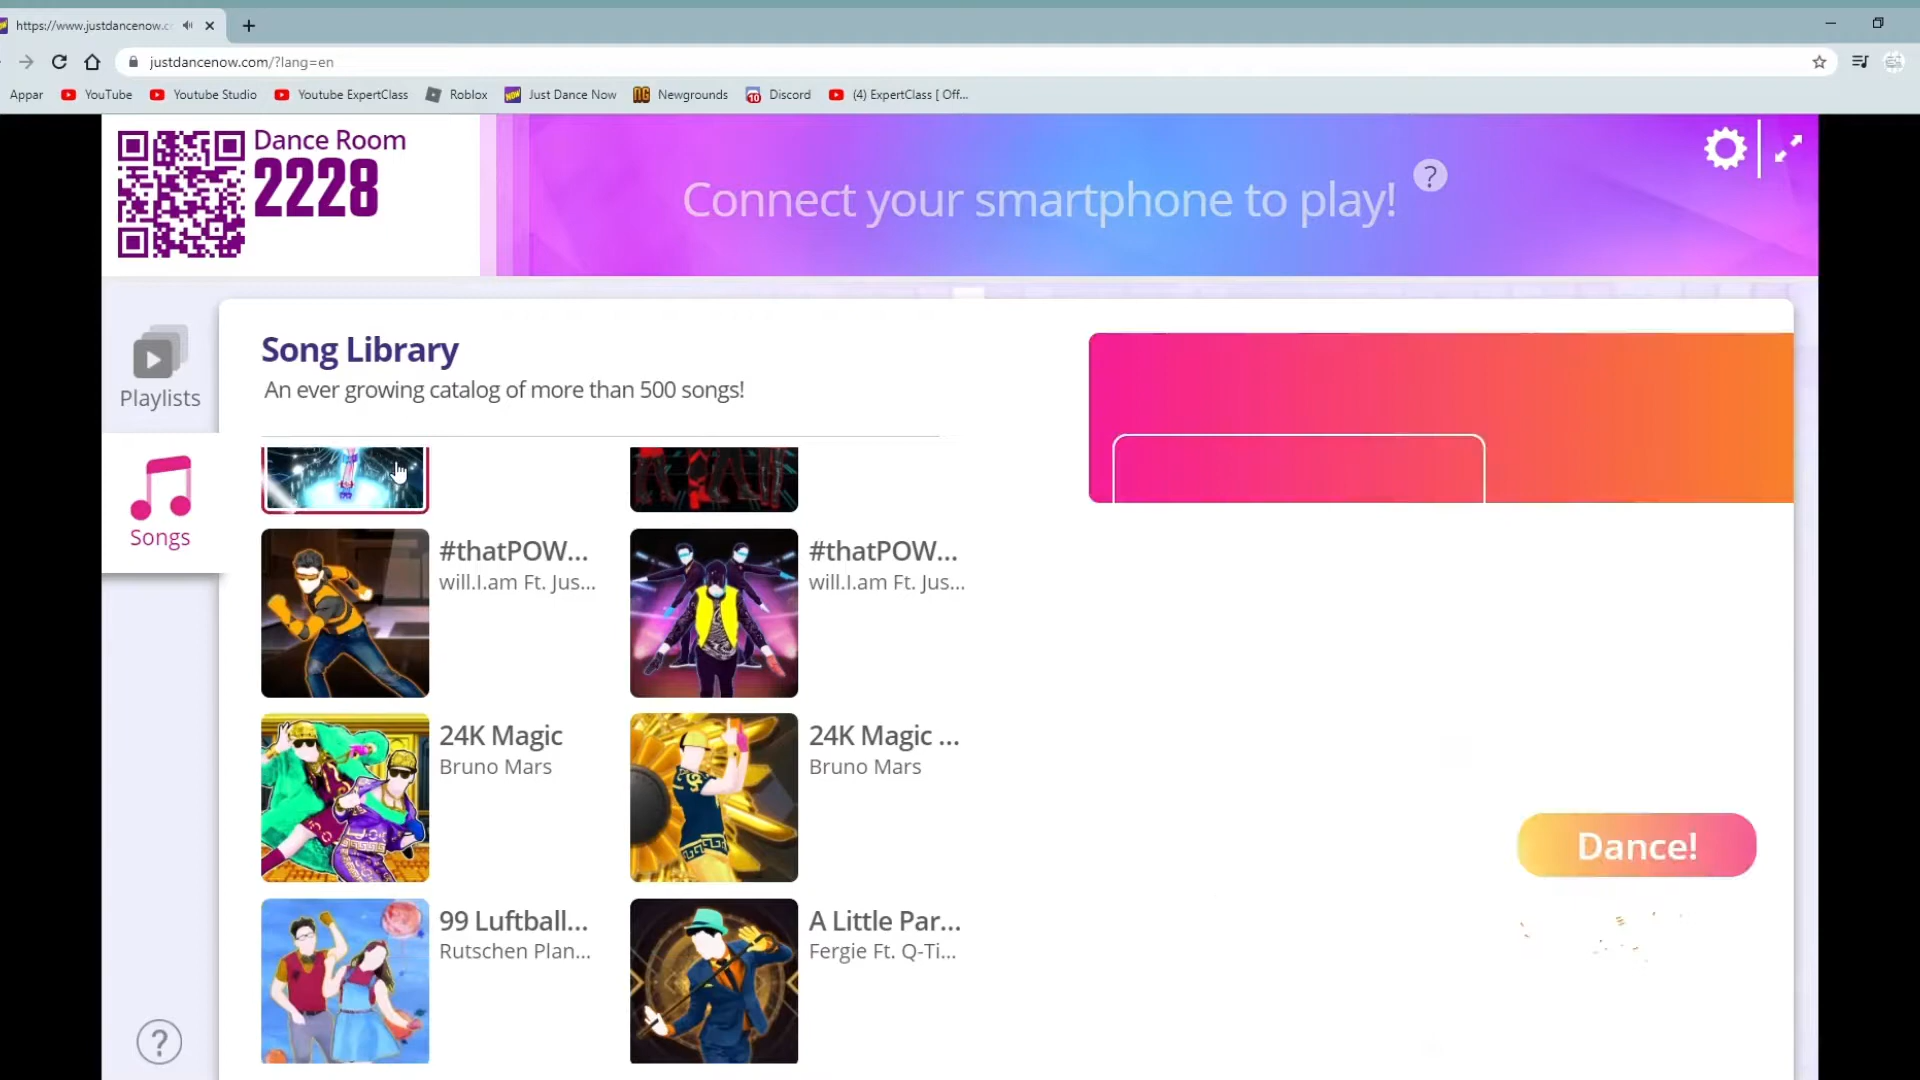 https://www.justdancenow.c
justdancenow.com/?lang=en
Appar
YouTube
Youtube Studio
Youtube ExpertClass
Roblox
Just Dance Now
Newgrounds
10
Discord
(4) ExpertClass [ Off...
Dance Room
2228
Connect your smartphone to play!
?
Song Library
An ever growing catalog of more than 500 songs!
Playlists
Songs
#thatPOW...
will.I.am Ft. Jus...
#thatPOW...
will.I.am Ft. Jus...
24K Magic
Bruno Mars
24K Magic ...
Bruno Mars
99 Luftball...
Rutschen Plan...
A Little Par...
Fergie Ft. Q-Ti...
Dance!
?